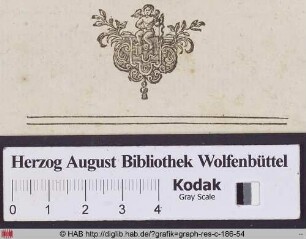 Herzog August Bibliothek Wolfenbüttel
Kodak
Gray Scale
0 1 2 3 4
© HAB http://diglib.hab.de/?grafik=graph-res-c-186-54